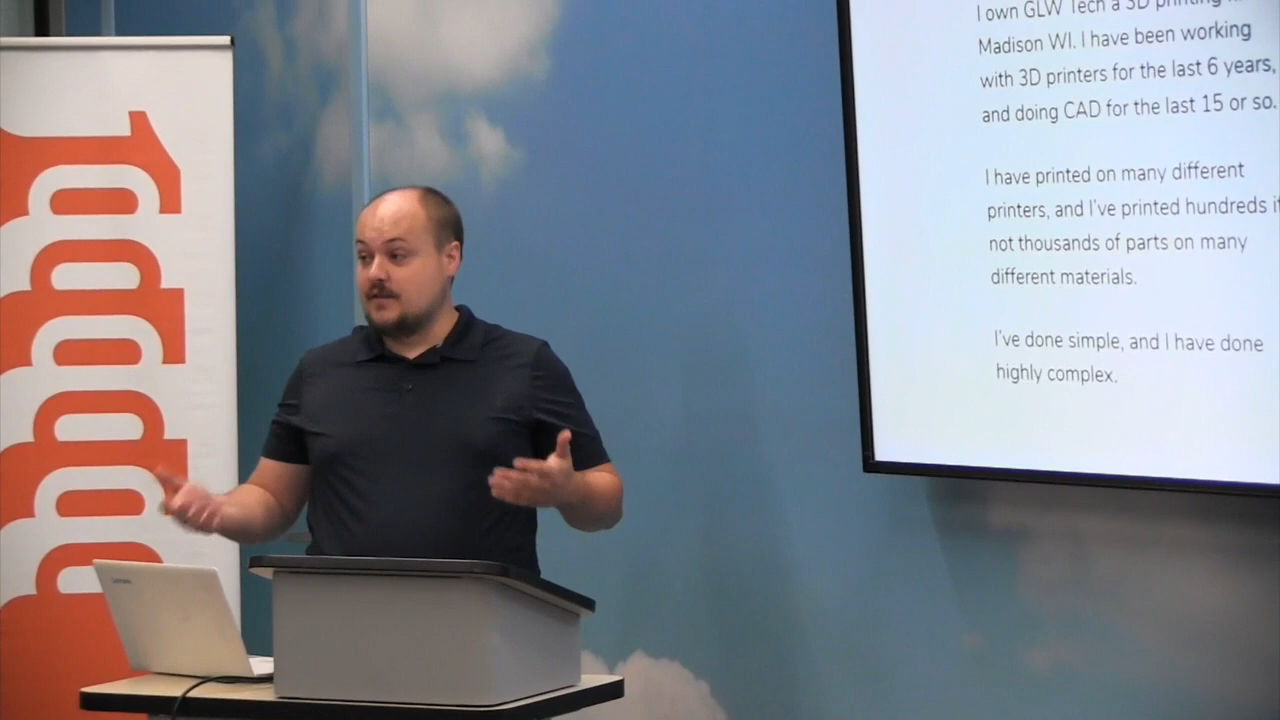 I own GLW Tech a 3D printing
Madison WI. I have been working
with 3D printers for the last 6 years,
and doing CAD for the last 15 or so.
I have printed on many different
printers, and I've printed hundreds
not thousands of parts on many
different materials.
I've done simple, and I have done
highly complex.
Lenovo